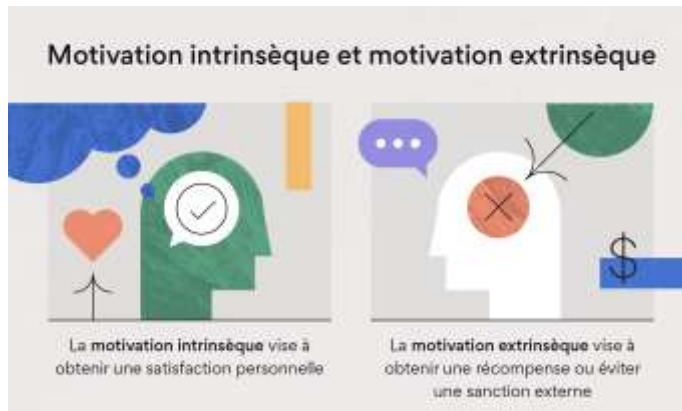 Motivation intrinsèque et motivation extrinsèque
$
La motivation intrinsèque vise à
obtenir une satisfaction personnelle
La motivation extrinsèque vise à
obtenir une récompense ou éviter
une sanction externe